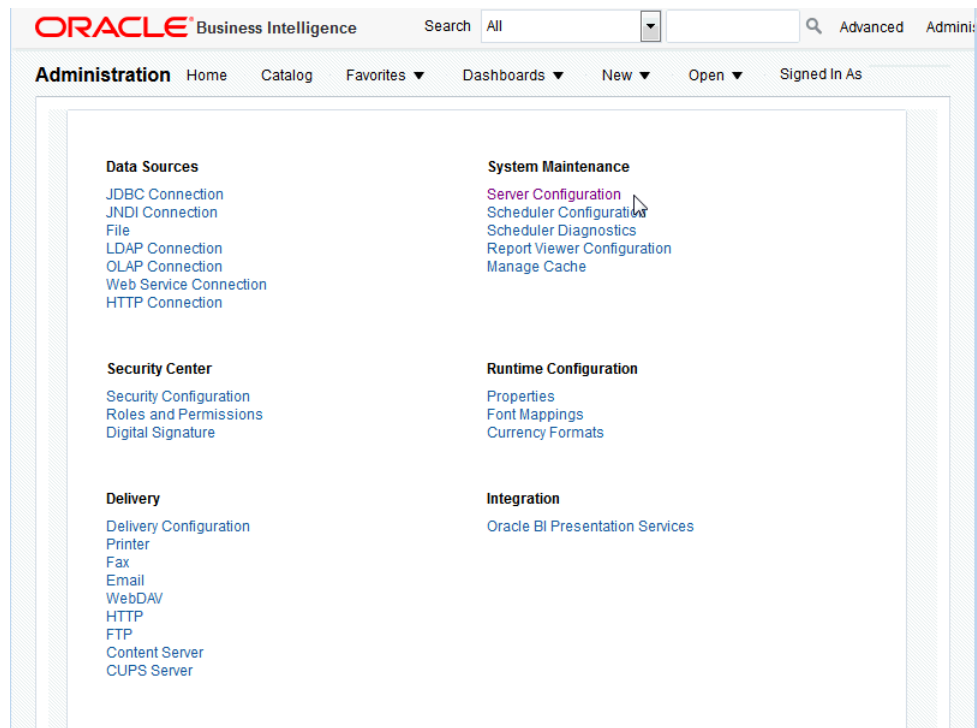 ORACLE Business Intelligence Search All Advanced
Administration Home Catalog Favorites Dashboards New Open Signed In As
Data Sources
JDBC Connection
JNDI Connection
File
LDAP Connection
OLAP Connection
Web Service Connection
HTTP Connection
System Maintenance
Server Configuration
Scheduler Configuration
Scheduler Diagnostics
Report Viewer Configuration
Manage Cache
Security Center
Security Configuration
Roles and Permissions
Digital Signature
Runtime Configuration
Properties
Font Mappings
Currency Formats
Delivery
Delivery Configuration
Printer
Fax
Email
WebDAV
HTTP
FTP
Content Server
CUPS Server
Integration
Oracle BI Presentation Services